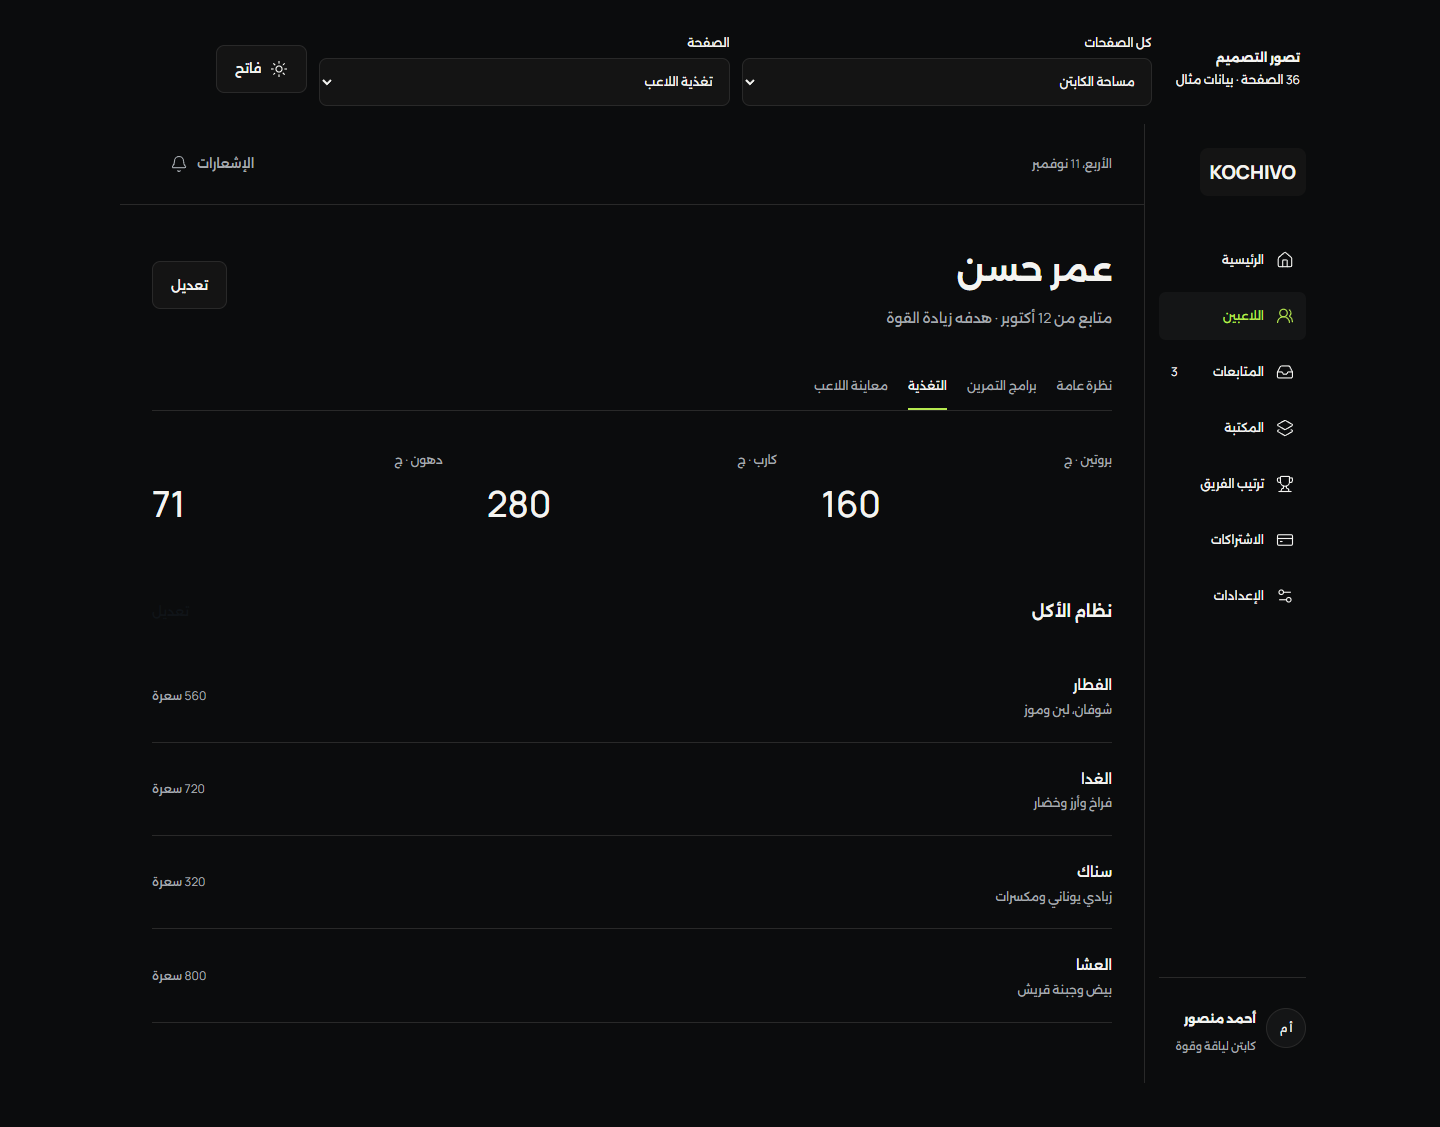 تصور التصميم
36 الصفحة · بيانات مثال
كل الصفحات
مساحة الكابتن
الصفحة
تغذية اللاعب
فاتح
KOCHIVO
الرئيسية
اللاعبين
المتابعات 3
المكتبة
ترتيب الفريق
الاشتراكات
الإعدادات
أ م
أحمد منصور
كابتن لياقة وقوة
الأربع، 11 نوفمبر
الإشعارات
عمر حسن
متابع من 12 أكتوبر · هدفه زيادة القوة
تعديل
نظرة عامة برامج التمرين التغذية معاينة اللاعب
بروتين · ج
160
كارب · ج
280
دهون · ج
71
نظام الأكل
تعديل
الفطار
شوفان، لبن وموز
560 سعرة
الغدا
فراخ وأرز وخضار
720 سعرة
سناك
زبادي يوناني ومكسرات
320 سعرة
العشا
بيض وجبنة قريش
800 سعرة